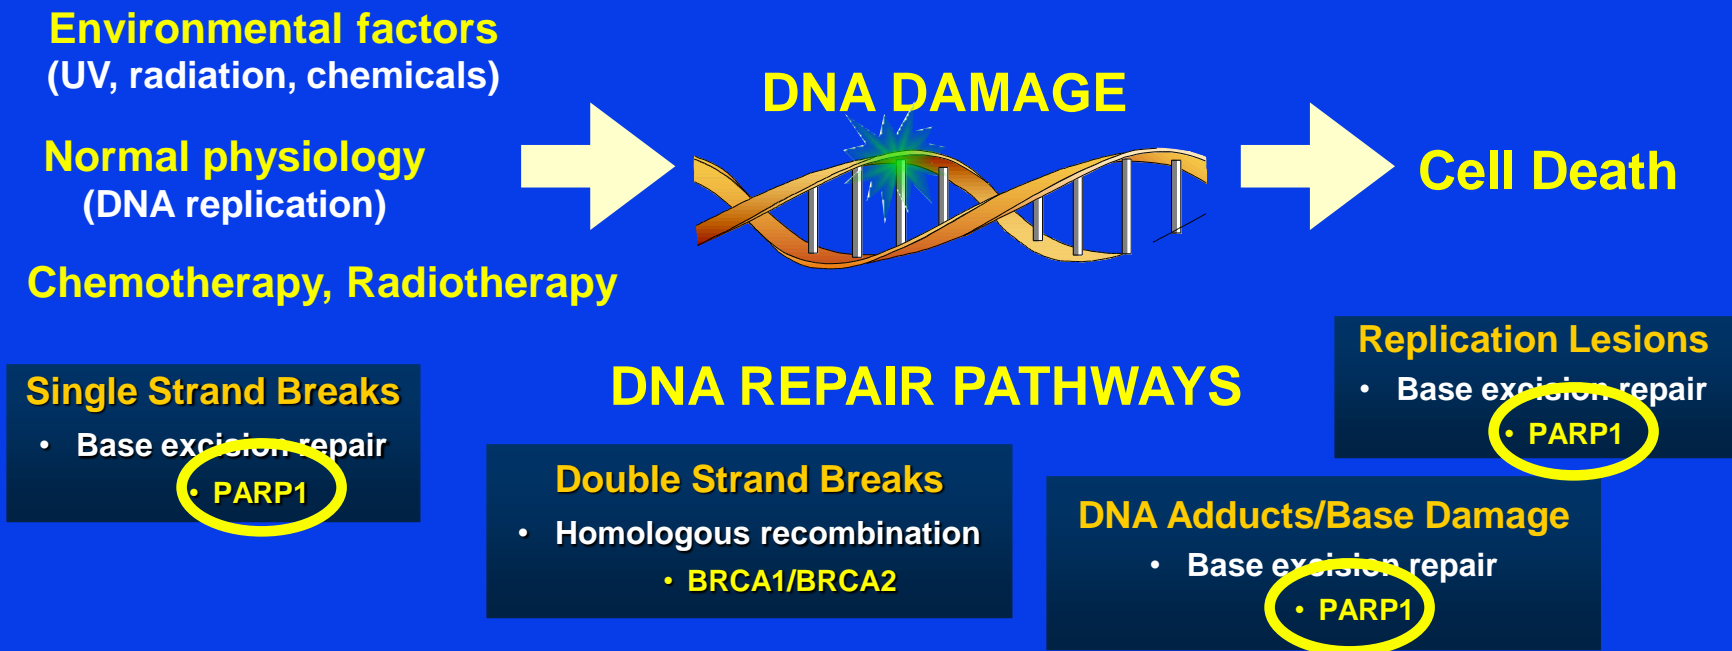 Environmental factors
(UV, radiation, chemicals)
Normal physiology
(DNA replication)
Chemotherapy, Radiotherapy
DNA DAMAGE
Cell Death
DNA REPAIR PATHWAYS
Single Strand Breaks
• Base excision repair
• PARP1
Double Strand Breaks
• Homologous recombination
• BRCA1/BRCA2
DNA Adducts/Base Damage
• Base excision repair
• PARP1
Replication Lesions
• Base excision repair
• PARP1